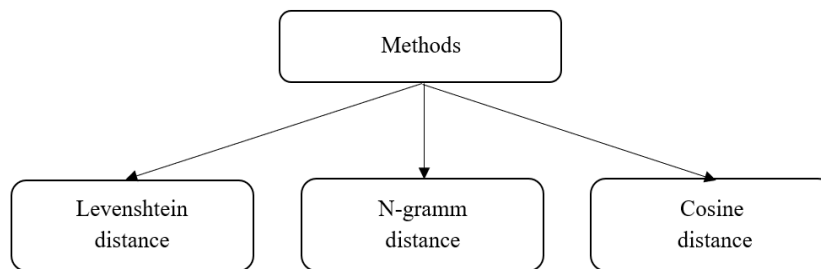 Methods
Levenshtein
distance
N-gramm
distance
Cosine
distance